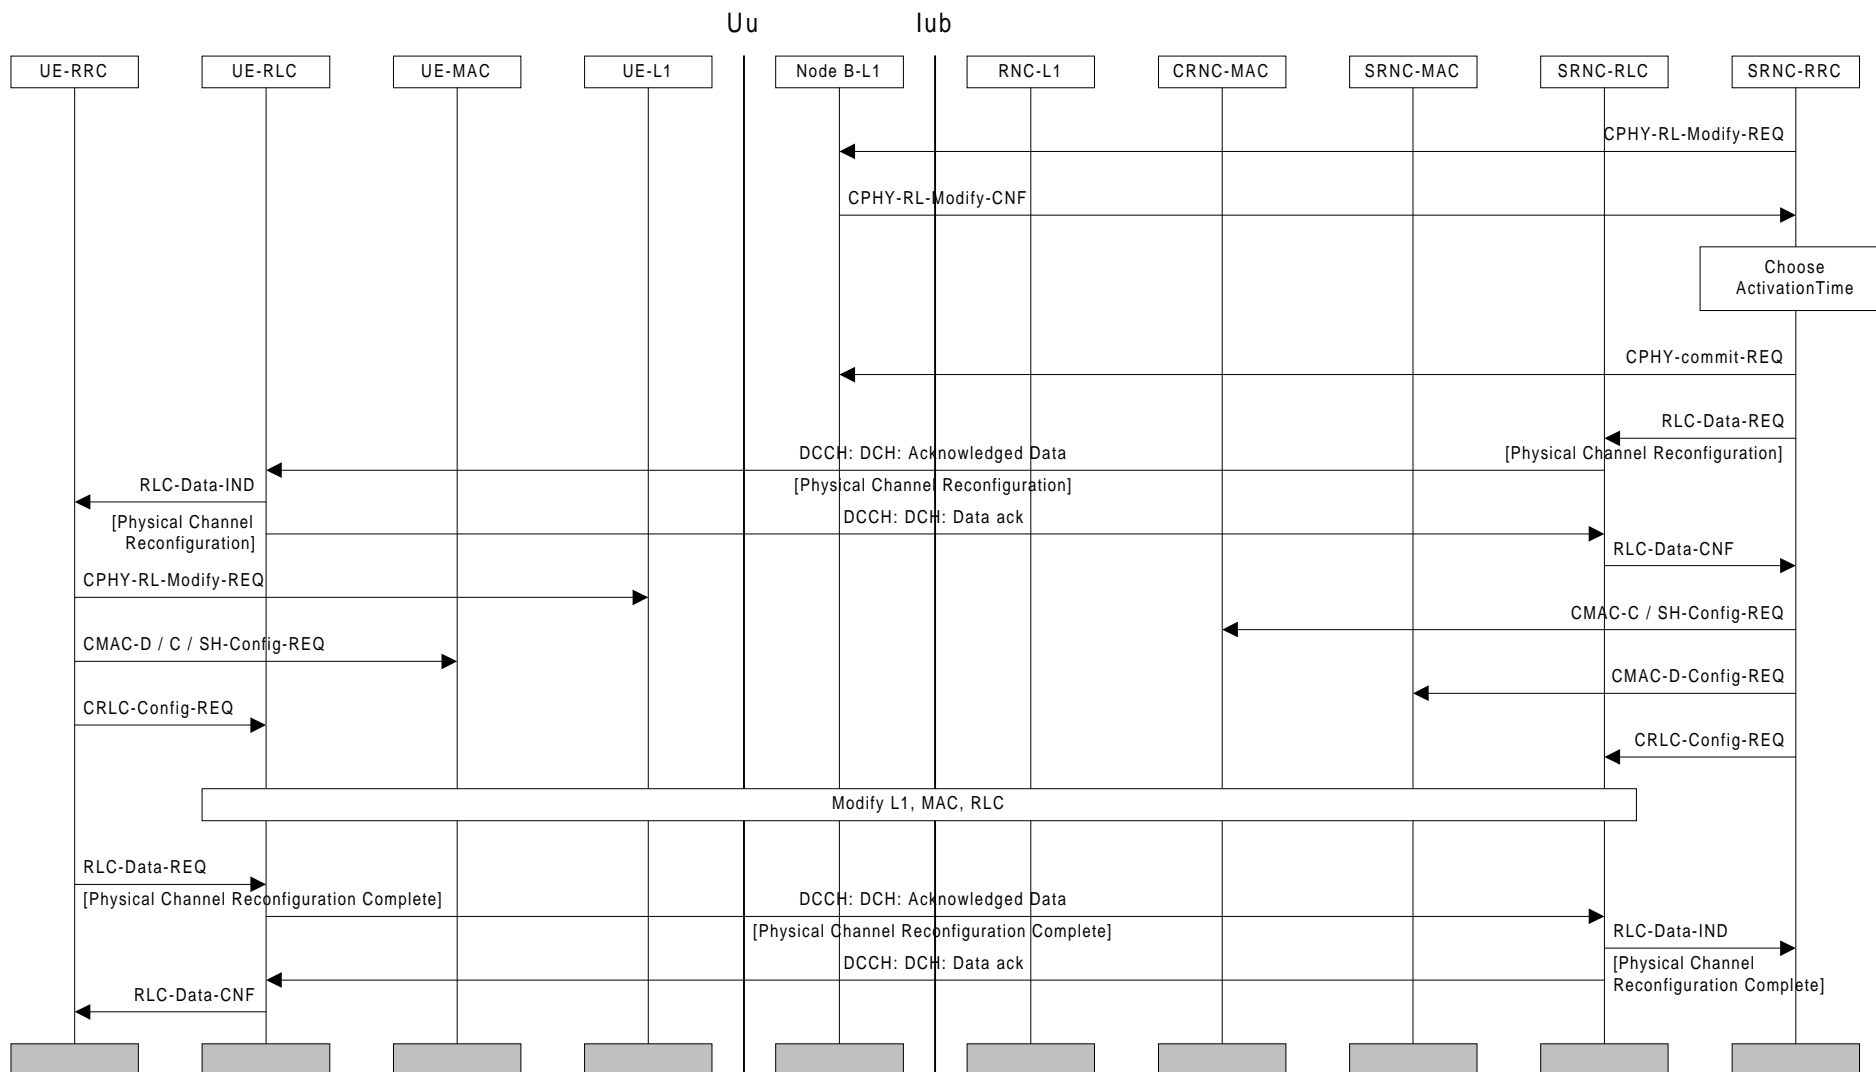 Uu
Iub
UE-RRC
UE-RLC
UE-MAC
UE-L1
Node B-L1
RNC-L1
CRNC-MAC
SRNC-MAC
SRNC-RLC
SRNC-RRC
CPHY-RL-Modify-REQ
CPHY-RL-Modify-CNF
Choose
ActivationTime
CPHY-commit-REQ
RLC-Data-REQ
[Physical Channel Reconfiguration]
DCCH: DCH: Acknowledged Data
[Physical Channel Reconfiguration]
RLC-Data-IND
[Physical Channel
Reconfiguration]
DCCH: DCH: Data ack
RLC-Data-CNF
CPHY-RL-Modify-REQ
CMAC-C / SH-Config-REQ
CMAC-D / C / SH-Config-REQ
CMAC-D-Config-REQ
CRLC-Config-REQ
CRLC-Config-REQ
Modify L1, MAC, RLC
RLC-Data-REQ
[Physical Channel Reconfiguration Complete]
DCCH: DCH: Acknowledged Data
[Physical Channel Reconfiguration Complete]
RLC-Data-IND
[Physical Channel
Reconfiguration Complete]
DCCH: DCH: Data ack
RLC-Data-CNF